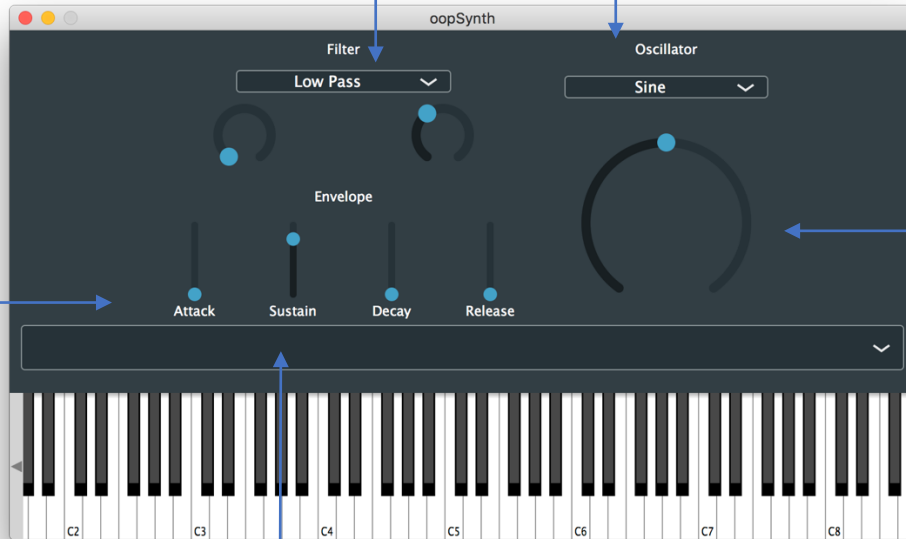 oopSynth
Filter
Oscillator
Low Pass
Sine
Envelope
Attack
Sustain
Decay
Release
C2
C3
C4
C5
C6
C7
C8